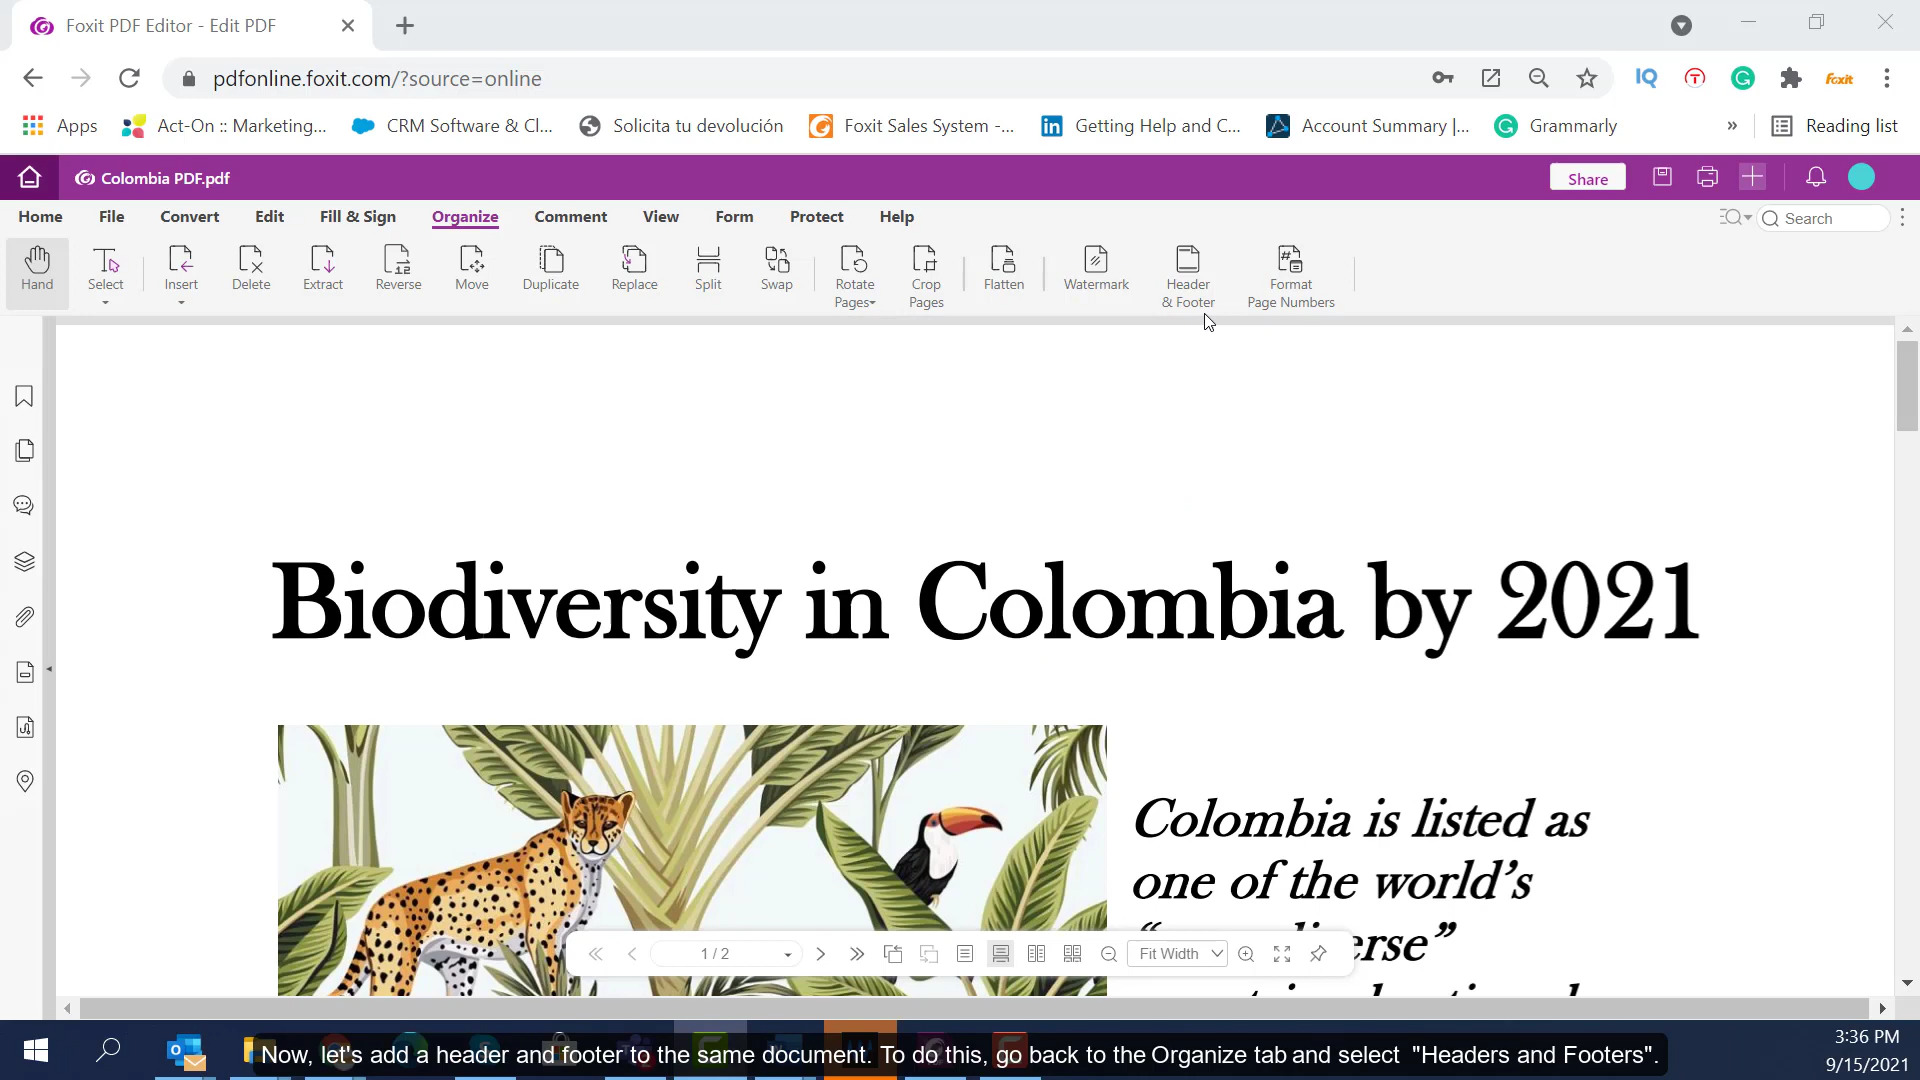 Foxit PDF Editor - Edit PDF
pdfonline.foxit.com/?source=online
IQ
foxit
Apps
Act-On :: Marketing...
CRM Software & Cl...
Solicita tu devolución
Foxit Sales System -...
Getting Help and C...
Account Summary |...
Grammarly
»
Reading list
Colombia PDF.pdf
Share
Home File Convert Edit Fill & Sign Organize Comment View Form Protect Help
Search
Hand
Select
Insert
Delete
Extract
Reverse
Move
Duplicate
Replace
Split
Swap
Rotate
Pages
Crop
Pages
Flatten
Watermark
Header
& Footer
Format
Page Numbers
Biodiversity in Colombia by 2021
Colombia is listed as
one of the world's
1 / 2
Fit Width
Now, let's add a header and footer to the same document. To do this, go back to the Organize tab and select "Headers and Footers".
3:36 PM
9/15/2021